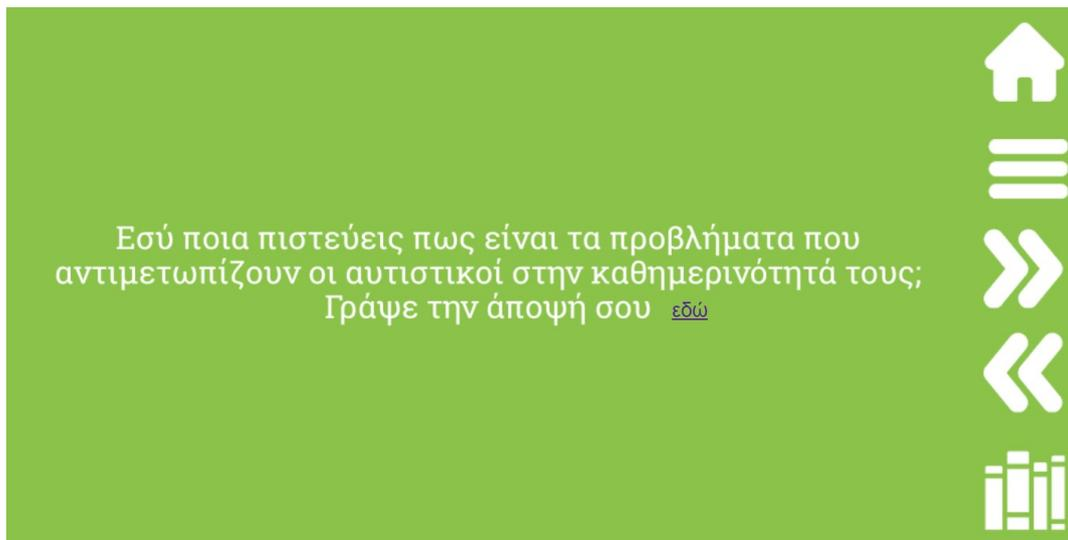 Εσύ ποια πιστεύεις πως είναι τα προβλήματα που
αντιμετωπίζουν οι αυτιστικοί στην καθημερινότητά τους;
Γράψε την άποψή σου εδώ